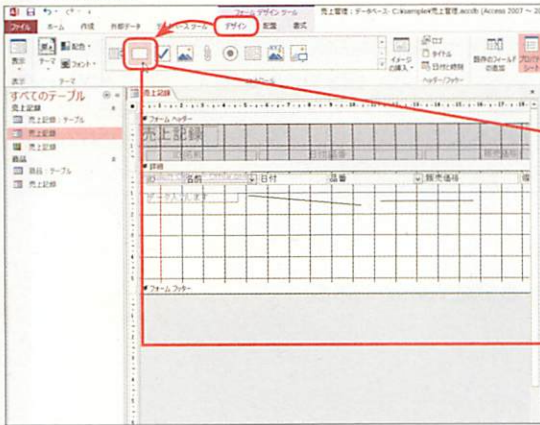 フォーム デザイン ツール
売上管理：データベース- C:¥sample¥売上管理.accdb (Access 2007 ～ 20
ファイル
ホーム
作成
外部データ
データベース ツール
デザイン
配置
書式
表示
テーマ
配色
フォント
コントロール
イメージの挿入
ロゴ
タイトル
日付と時刻
既存のフィールドの追加
プロパティシート
表示
テーマ
ヘッダー/フッター
すべてのテーブル
売上記録
売上記録：テーブル
売上記録
売上記録
商品
商品：テーブル
売上記録
売上記録
フォーム ヘッダー
売上記録
詳細
ID
名前
日付
品番
販売価格
フォーム フッター